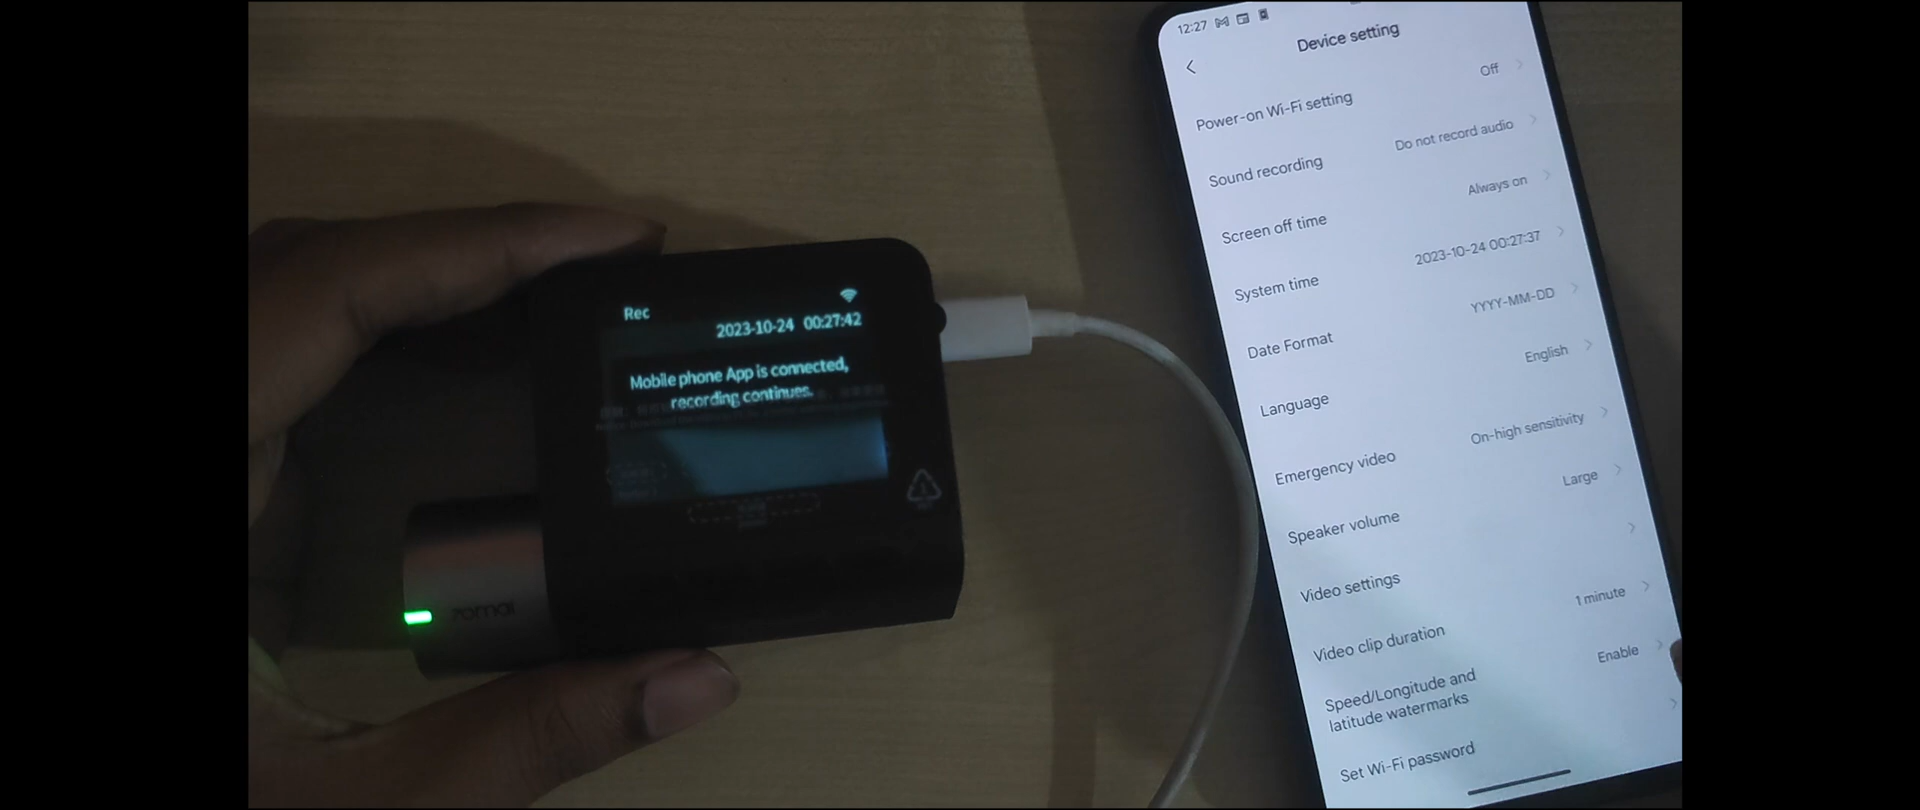 Rec
2023-10-24 00:27:42
Mobile phone App is connected,
recording continues.
12:27
Device setting
Power-on Wi-Fi setting Off
Sound recording Do not record audio
Screen off time Always on
System time 2023-10-24 00:27:37
Date Format YYYY-MM-DD
Language English
Emergency video On-high sensitivity
Speaker volume Large
Video settings
Video clip duration 1 minute
Speed/Longitude and
latitude watermarks Enable
Set Wi-Fi password